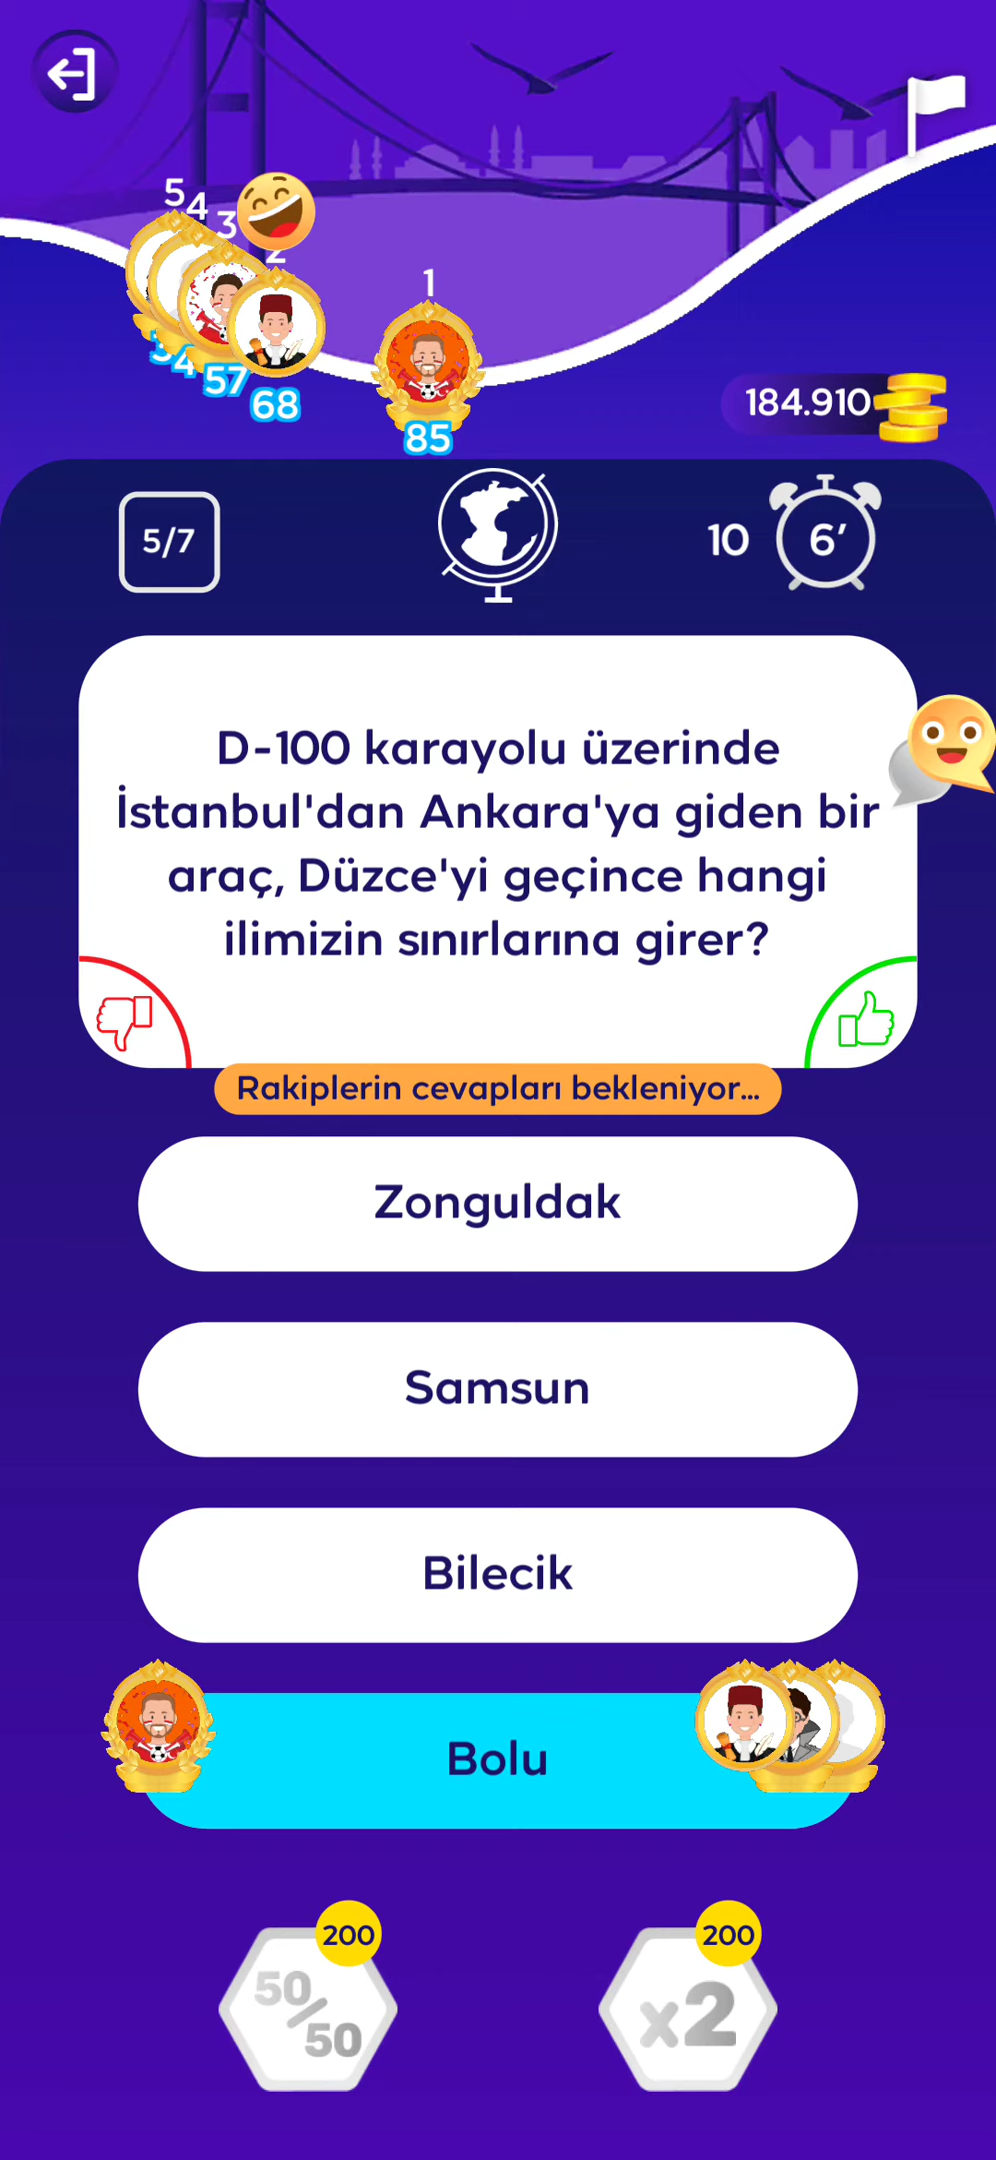 5
4
3
2
1
57
68
85
184.910
5/7
10
6′
D-100 karayolu üzerinde
İstanbul'dan Ankara'ya giden bir
araç, Düzce'yi geçince hangi
ilimizin sınırlarına girer?
Rakiplerin cevapları bekleniyor...
Zonguldak
Samsun
Bilecik
Bolu
200
50/50
200
x2